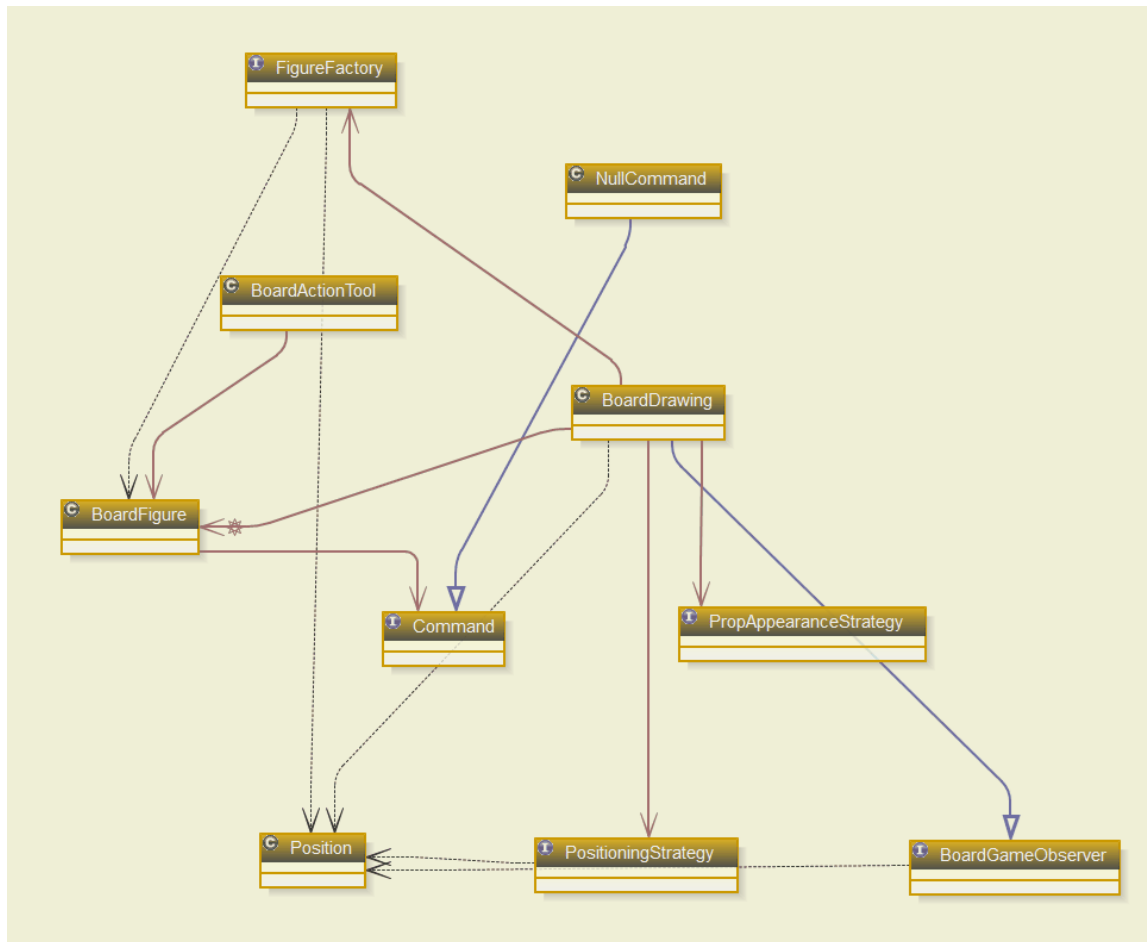 I FigureFactory
C NullCommand
C BoardActionTool
C BoardDrawing
C BoardFigure
I Command
I PropAppearanceStrategy
C Position
I PositioningStrategy
I BoardGameObserver